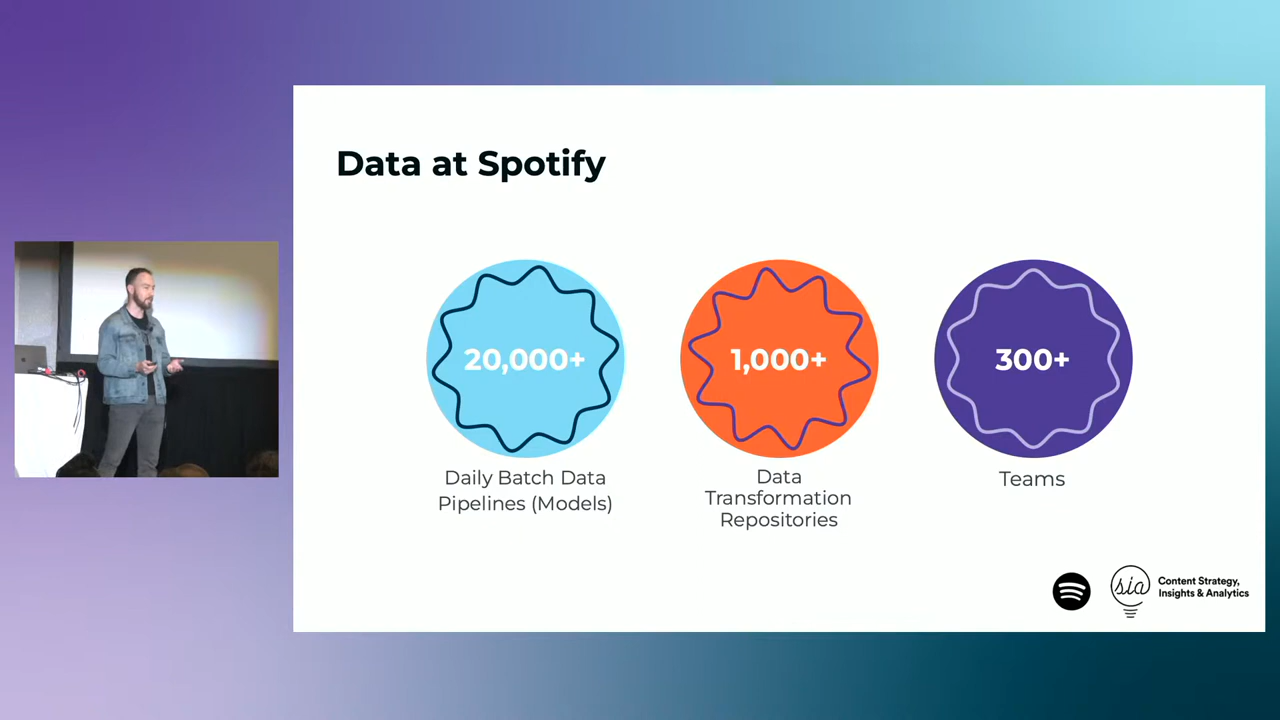 Data at Spotify
20,000+
Daily Batch Data
Pipelines (Models)
1,000+
Data
Transformation
Repositories
300+
Teams
sia
Content Strategy,
Insights & Analytics